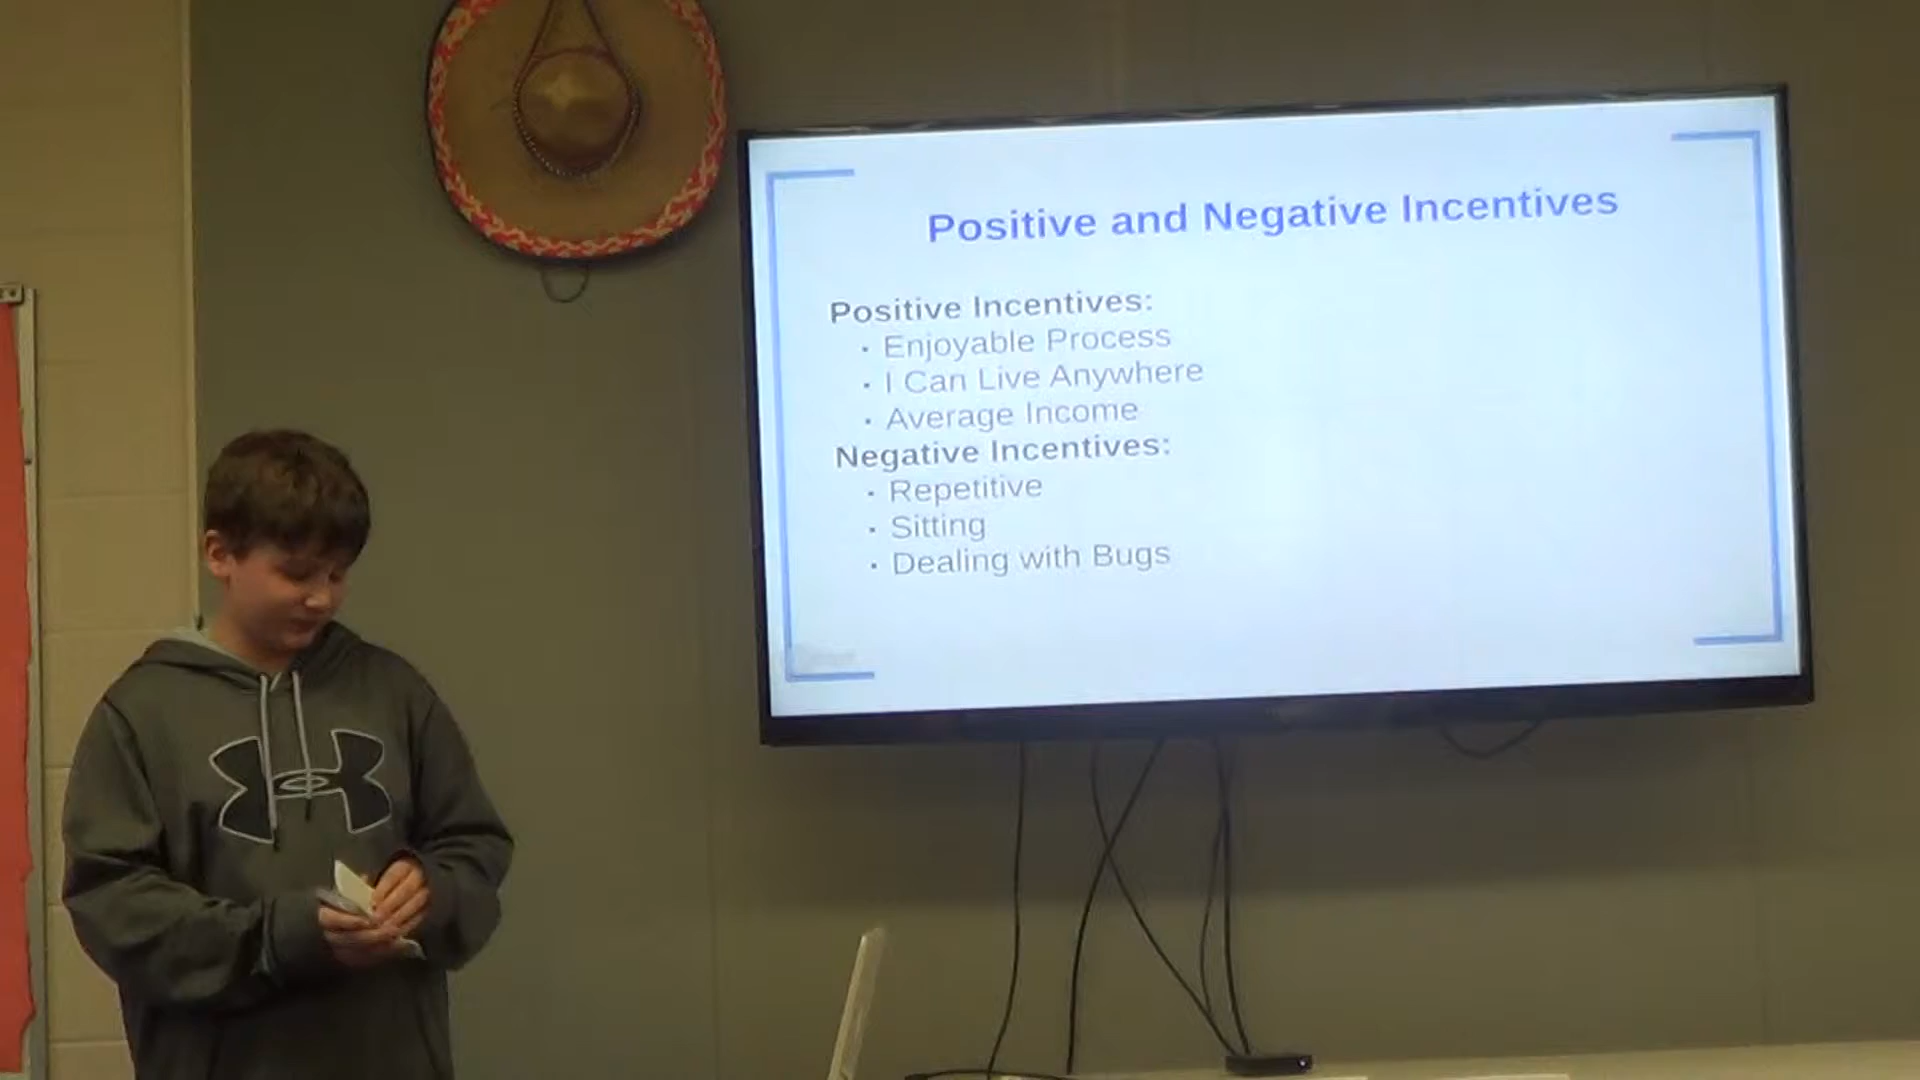 Positive and Negative Incentives
Positive Incentives:
· Enjoyable Process
· I Can Live Anywhere
· Average Income
Negative Incentives:
· Repetitive
· Sitting
· Dealing with Bugs